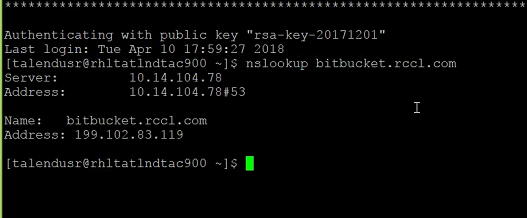 ********************************************************************
Authenticating with public key "rsa-key-20171201"
Last login: Tue Apr 10 17:59:27 2018
[talendusr@rhltatlndtac900 ~]$ nslookup bitbucket.rccl.com
Server:         10.14.104.78
Address:        10.14.104.78#53
Name:   bitbucket.rccl.com
Address: 199.102.83.119
[talendusr@rhltatlndtac900 ~]$